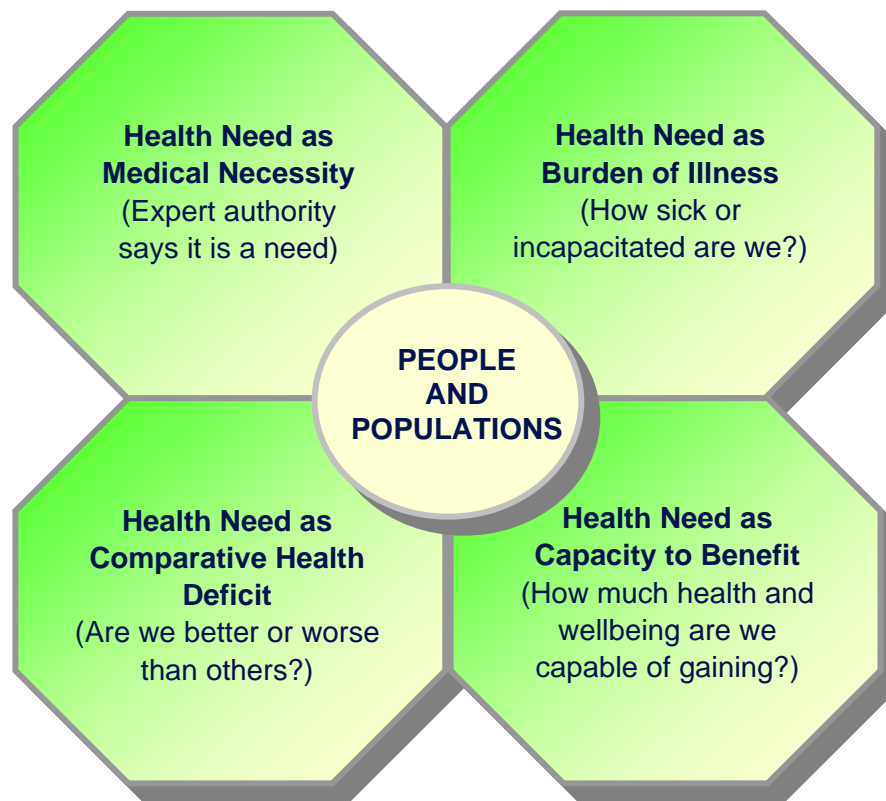 Health Need as
Medical Necessity
(Expert authority
says it is a need)
Health Need as
Burden of Illness
(How sick or
incapacitated are we?)
PEOPLE
AND
POPULATIONS
Health Need as
Comparative Health
Deficit
(Are we better or worse
than others?)
Health Need as
Capacity to Benefit
(How much health and
wellbeing are we
capable of gaining?)